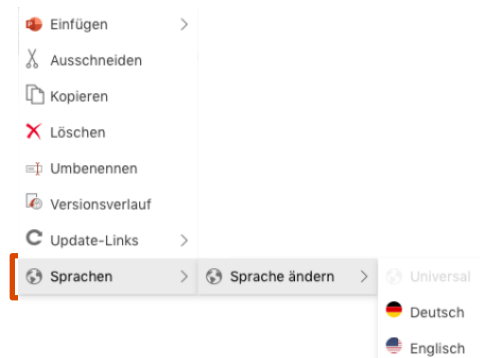 Einfügen
Ausschneiden
Kopieren
Löschen
Umbenennen
Versionsverlauf
Update-Links
Sprachen
Sprache ändern
Universal
Deutsch
Englisch